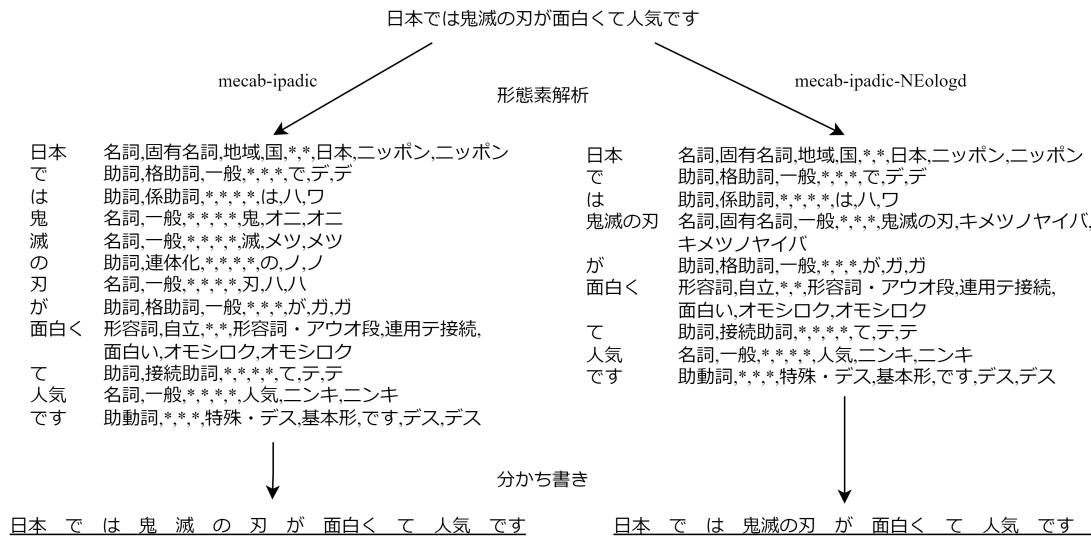 日本では鬼滅の刃が面白くて人気です
mecab-ipadic
mecab-ipadic-NEologd
形態素解析
日本 名詞,固有名詞,地域,国,*,*,日本,ニッポン,ニッポン
で 助詞,格助詞,一般,*,*,*,で,デ,デ
は 助詞,係助詞,*,*,*,*,は,ハ,ワ
鬼 名詞,一般,*,*,*,*,鬼,オニ,オニ
滅 名詞,一般,*,*,*,*,滅,メツ,メツ
の 助詞,連体化,*,*,*,*,の,ノ,ノ
刃 名詞,一般,*,*,*,*,刃,ハ,ハ
が 助詞,格助詞,一般,*,*,*,が,ガ,ガ
面白く 形容詞,自立,*,*,形容詞・アウオ段,連用テ接続,
面白い,オモシロク,オモシロク
て 助詞,接続助詞,*,*,*,*,て,テ,テ
人気 名詞,一般,*,*,*,*,人気,ニンキ,ニンキ
です 助動詞,*,*,*,特殊・デス,基本形,です,デス,デス
日本 名詞,固有名詞,地域,国,*,*,日本,ニッポン,ニッポン
で 助詞,格助詞,一般,*,*,*,で,デ,デ
は 助詞,係助詞,*,*,*,*,は,ハ,ワ
鬼滅の刃 名詞,固有名詞,一般,*,*,*,鬼滅の刃,キメツノヤイバ,
キメツノヤイバ
が 助詞,格助詞,一般,*,*,*,が,ガ,ガ
面白く 形容詞,自立,*,*,形容詞・アウオ段,連用テ接続,
面白い,オモシロク,オモシロク
て 助詞,接続助詞,*,*,*,*,て,テ,テ
人気 名詞,一般,*,*,*,*,人気,ニンキ,ニンキ
です 助動詞,*,*,*,特殊・デス,基本形,です,デス,デス
分かち書き
日本 で は 鬼 滅 の 刃 が 面白く て 人気 です
日本 で は 鬼滅の刃 が 面白く て 人気 です